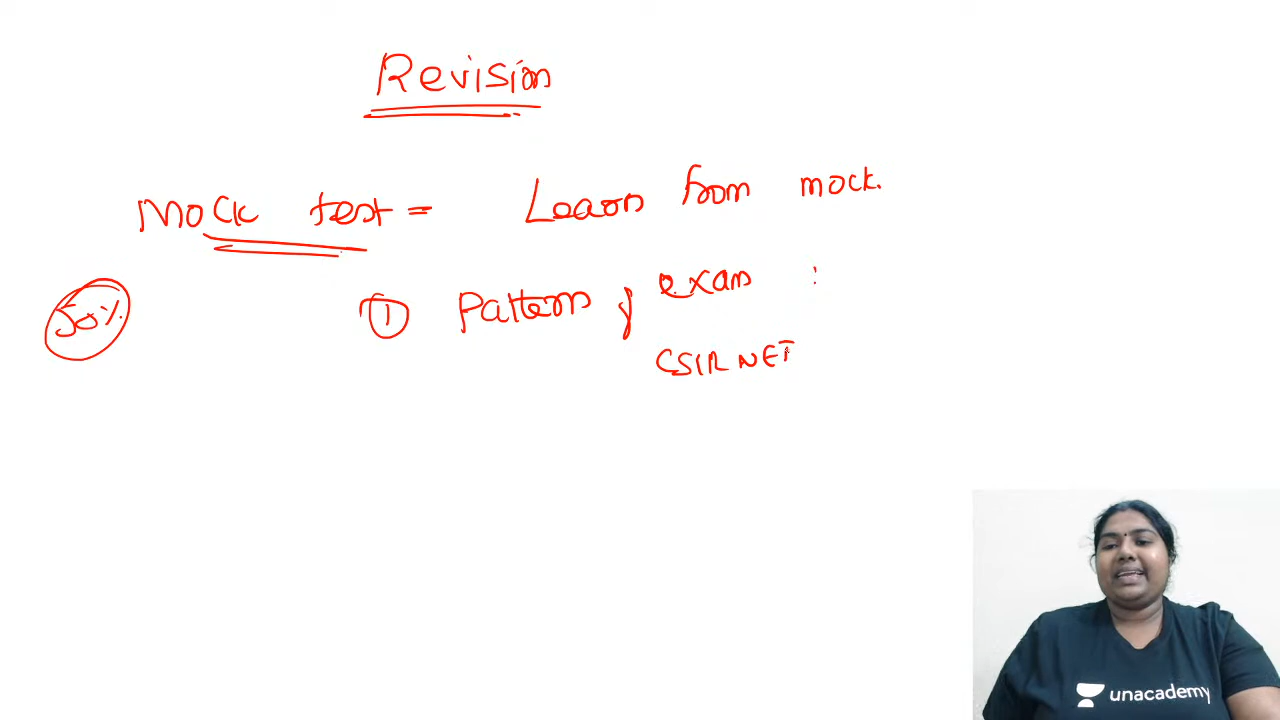 Revision
Mock test = Learn from mock.
50%
① Pattern of exam :
CSIR NET
unacademy